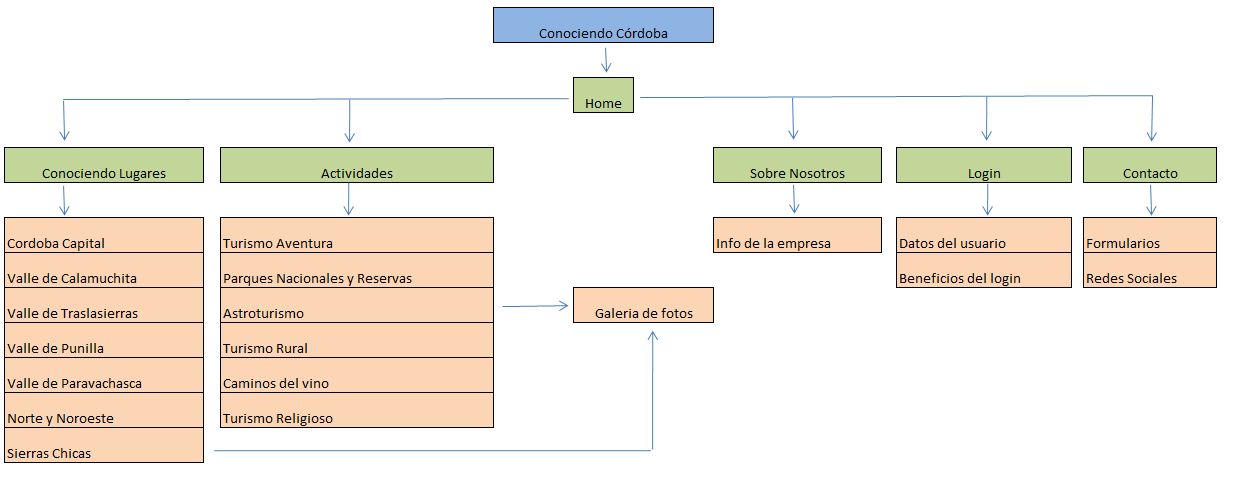 Conociendo Córdoba
Home
Conociendo Lugares
Actividades
Sobre Nosotros
Login
Contacto
Cordoba Capital
Valle de Calamuchita
Valle de Traslasierras
Valle de Punilla
Valle de Paravachasca
Norte y Noroeste
Sierras Chicas
Turismo Aventura
Parques Nacionales y Reservas
Astroturismo
Turismo Rural
Caminos del vino
Turismo Religioso
Galeria de fotos
Info de la empresa
Datos del usuario
Beneficios del login
Formularios
Redes Sociales